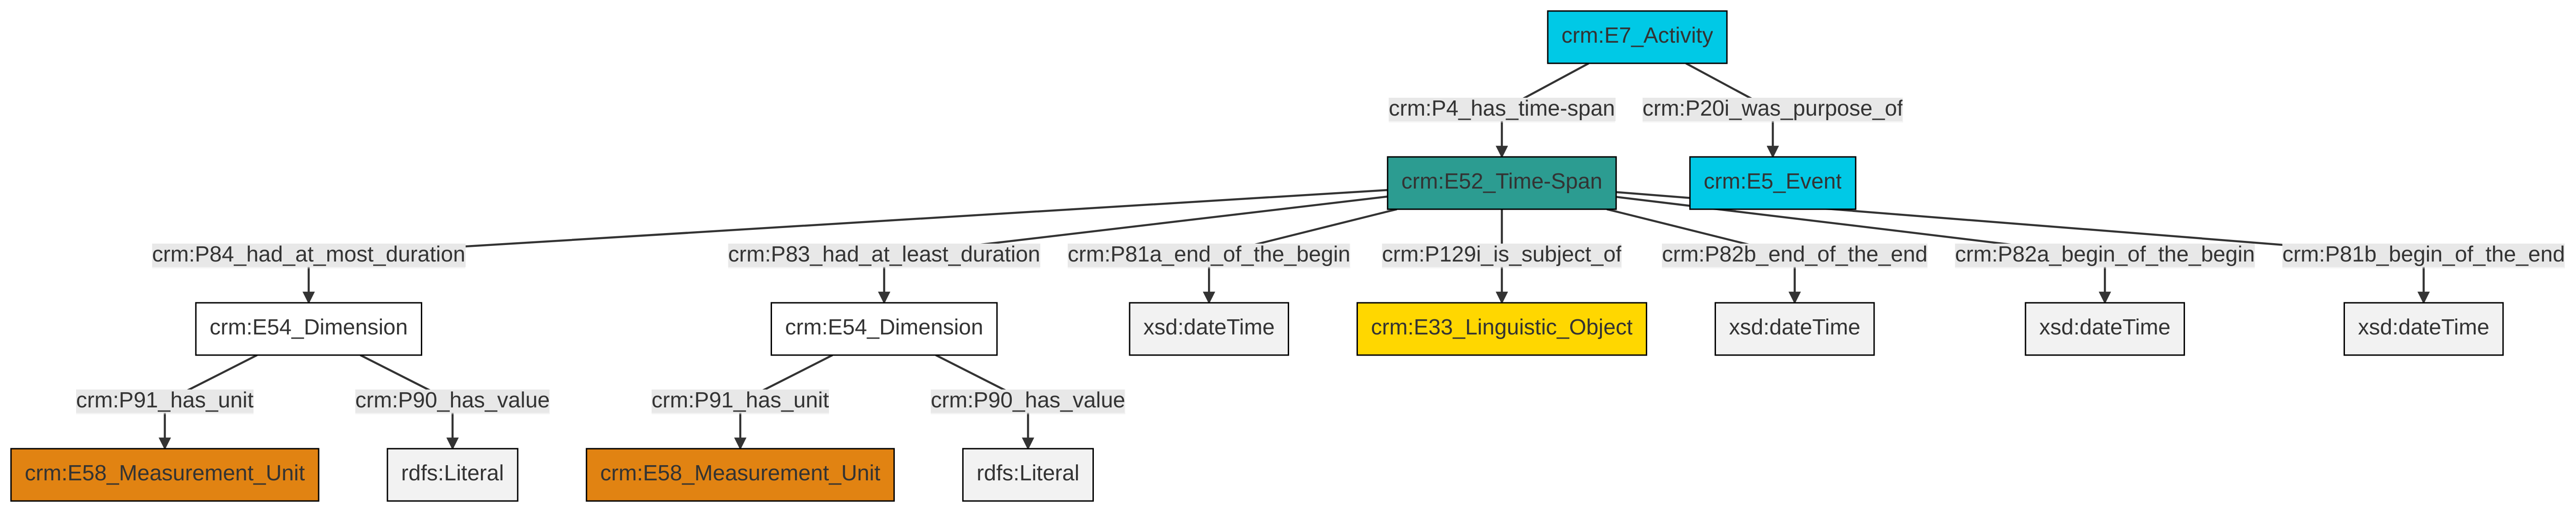 crm:E7_Activity
crm:P4_has_time-span
crm:P20i_was_purpose_of
crm:E52_Time-Span
crm:E5_Event
crm:P84_had_at_most_duration
crm:P83_had_at_least_duration
crm:P81a_end_of_the_begin
crm:P129i_is_subject_of
crm:P82b_end_of_the_end
crm:P82a_begin_of_the_begin
crm:P81b_begin_of_the_end
crm:E54_Dimension
crm:E54_Dimension
xsd:dateTime
crm:E33_Linguistic_Object
xsd:dateTime
xsd:dateTime
xsd:dateTime
crm:P91_has_unit
crm:P90_has_value
crm:P91_has_unit
crm:P90_has_value
crm:E58_Measurement_Unit
rdfs:Literal
crm:E58_Measurement_Unit
rdfs:Literal